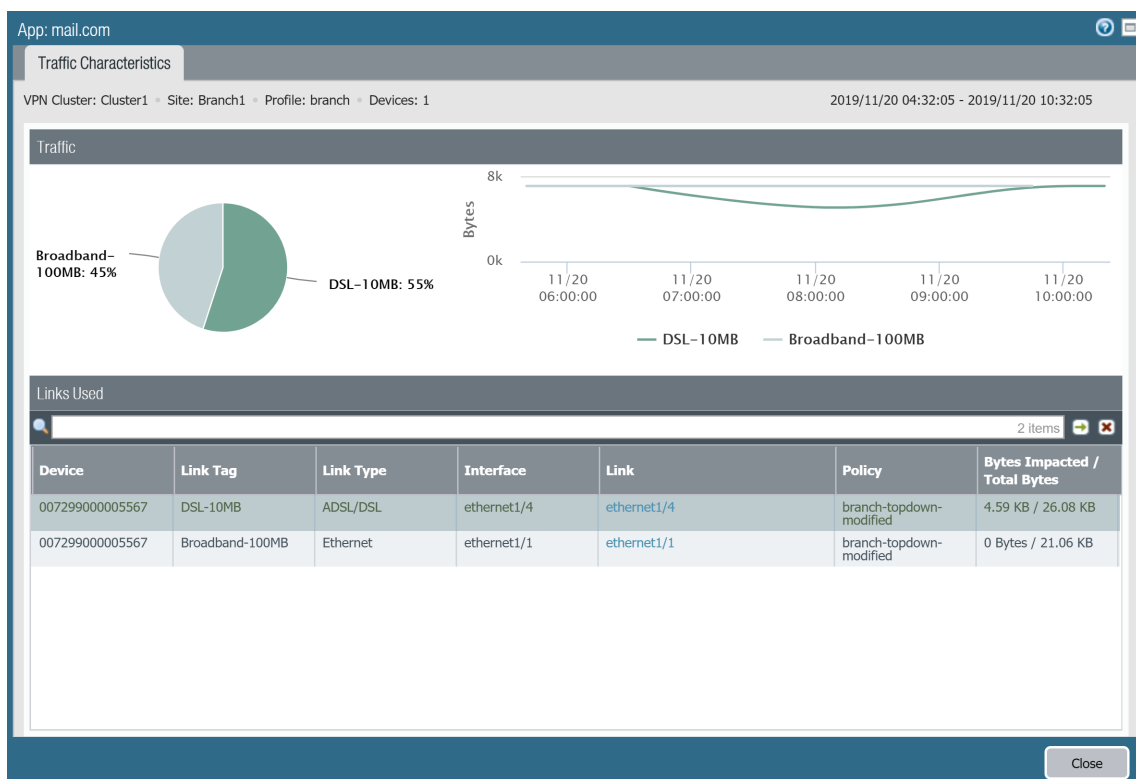 App: mail.com
Traffic Characteristics
VPN Cluster: Cluster1 • Site: Branch1 • Profile: branch • Devices: 1
2019/11/20 04:32:05 - 2019/11/20 10:32:05
Traffic
Broadband-
100MB: 45%
DSL-10MB: 55%
8k
Bytes
0k
11/20 11/20 11/20 11/20 11/20
06:00:00 07:00:00 08:00:00 09:00:00 10:00:00
DSL-10MB Broadband-100MB
Links Used
2 items
Device Link Tag Link Type Interface Link Policy Bytes Impacted /
Total Bytes
007299000005567 DSL-10MB ADSL/DSL ethernet1/4 ethernet1/4 branch-topdown- 4.59 KB / 26.08 KB
modified
007299000005567 Broadband-100MB Ethernet ethernet1/1 ethernet1/1 branch-topdown- 0 Bytes / 21.06 KB
modified
Close